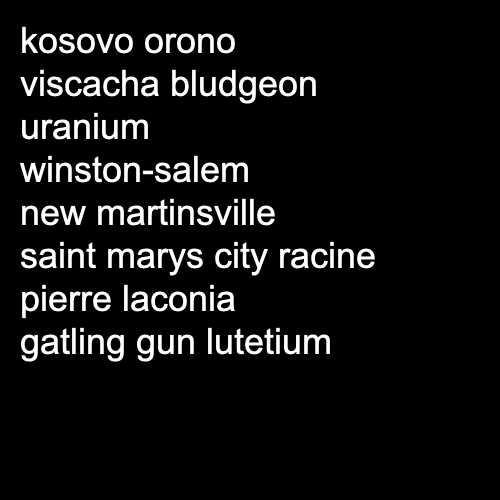 kosovo orono
viscacha bludgeon
uranium
winston-salem
new martinsville
saint marys city racine
pierre laconia
gatling gun lutetium